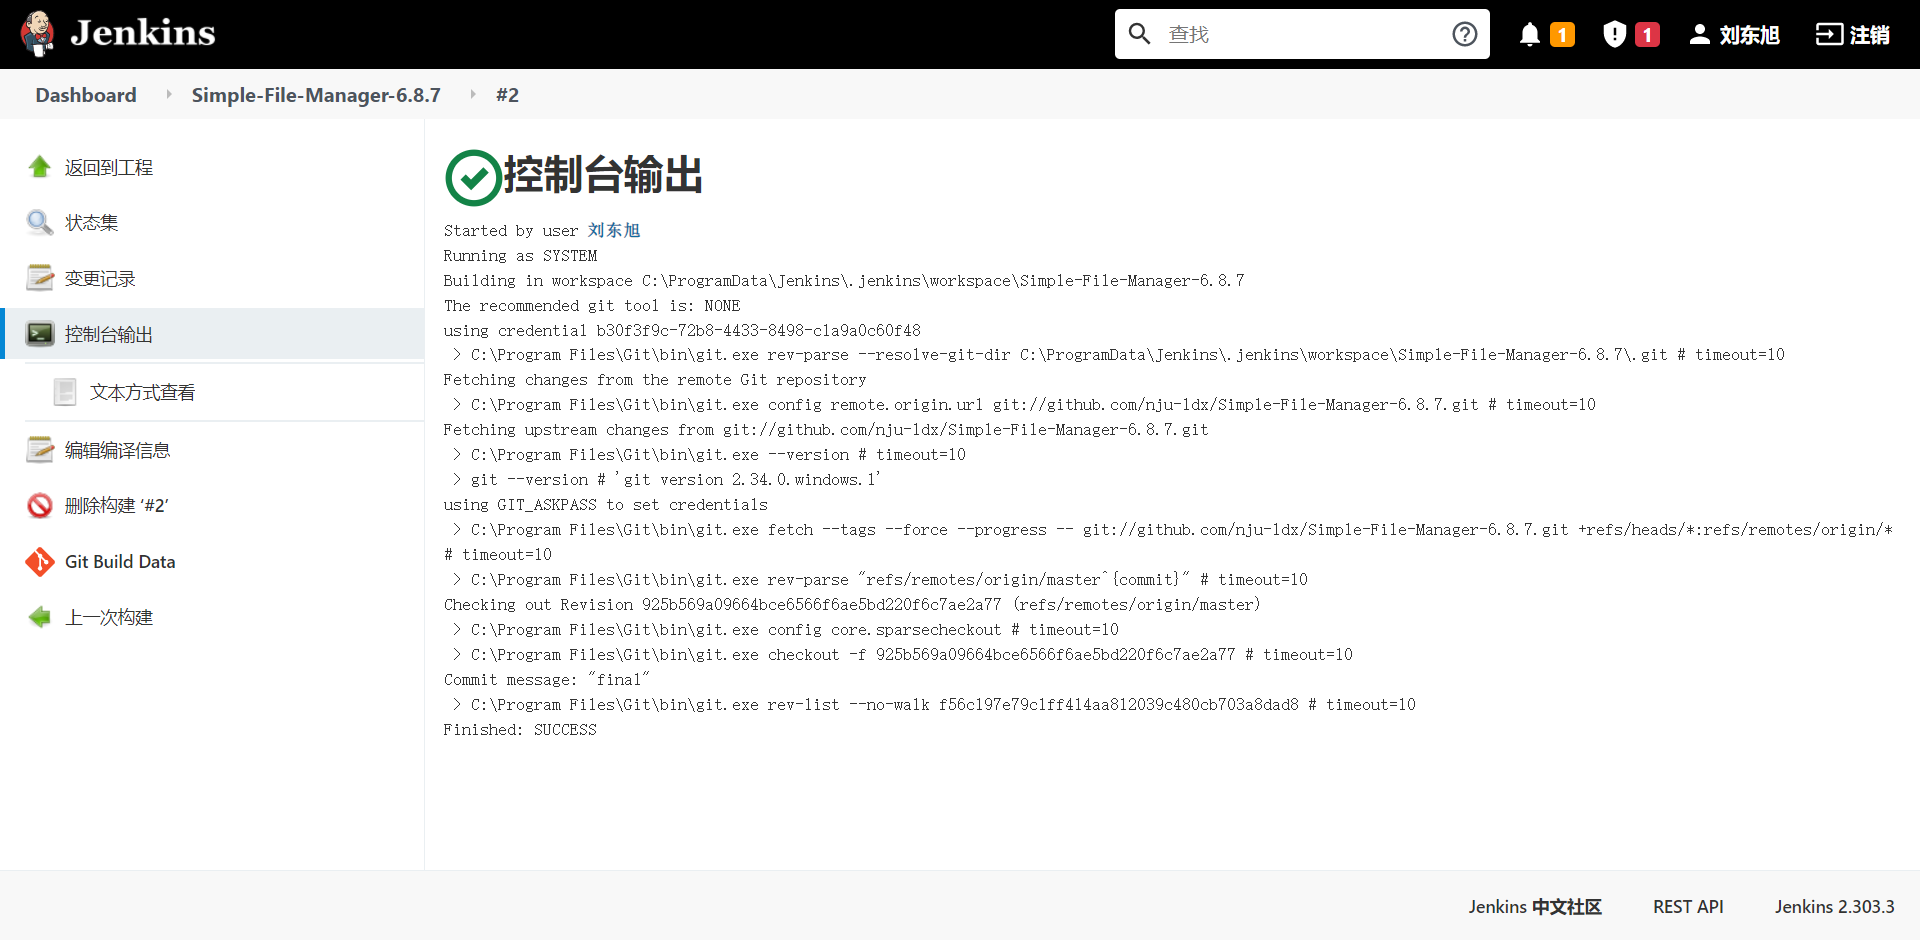 Jenkins
查找
1
1
刘东旭
注销
Dashboard
Simple-File-Manager-6.8.7
#2
返回到工程
状态集
变更记录
控制台输出
文本方式查看
编辑编译信息
删除构建 ‘#2’
Git Build Data
上一次构建
控制台输出
Started by user 刘东旭
Running as SYSTEM
Building in workspace C:\ProgramData\Jenkins\.jenkins\workspace\Simple-File-Manager-6.8.7
The recommended git tool is: NONE
using credential b30f3f9c-72b8-4433-8498-c1a9a0c60f48
> C:\Program Files\Git\bin\git.exe rev-parse --resolve-git-dir C:\ProgramData\Jenkins\.jenkins\workspace\Simple-File-Manager-6.8.7\.git # timeout=10
Fetching changes from the remote Git repository
> C:\Program Files\Git\bin\git.exe config remote.origin.url git://github.com/nju-ldx/Simple-File-Manager-6.8.7.git # timeout=10
Fetching upstream changes from git://github.com/nju-ldx/Simple-File-Manager-6.8.7.git
> C:\Program Files\Git\bin\git.exe --version # timeout=10
> git --version # 'git version 2.34.0.windows.1'
using GIT_ASKPASS to set credentials
> C:\Program Files\Git\bin\git.exe fetch --tags --force --progress -- git://github.com/nju-ldx/Simple-File-Manager-6.8.7.git +refs/heads/*:refs/remotes/origin/*
# timeout=10
> C:\Program Files\Git\bin\git.exe rev-parse "refs/remotes/origin/master^{commit}" # timeout=10
Checking out Revision 925b569a09664bce6566f6ae5bd220f6c7ae2a77 (refs/remotes/origin/master)
> C:\Program Files\Git\bin\git.exe config core.sparsecheckout # timeout=10
> C:\Program Files\Git\bin\git.exe checkout -f 925b569a09664bce6566f6ae5bd220f6c7ae2a77 # timeout=10
Commit message: "final"
> C:\Program Files\Git\bin\git.exe rev-list --no-walk f56c197e79c1ff414aa812039c480cb703a8dad8 # timeout=10
Finished: SUCCESS
Jenkins 中文社区
REST API
Jenkins 2.303.3